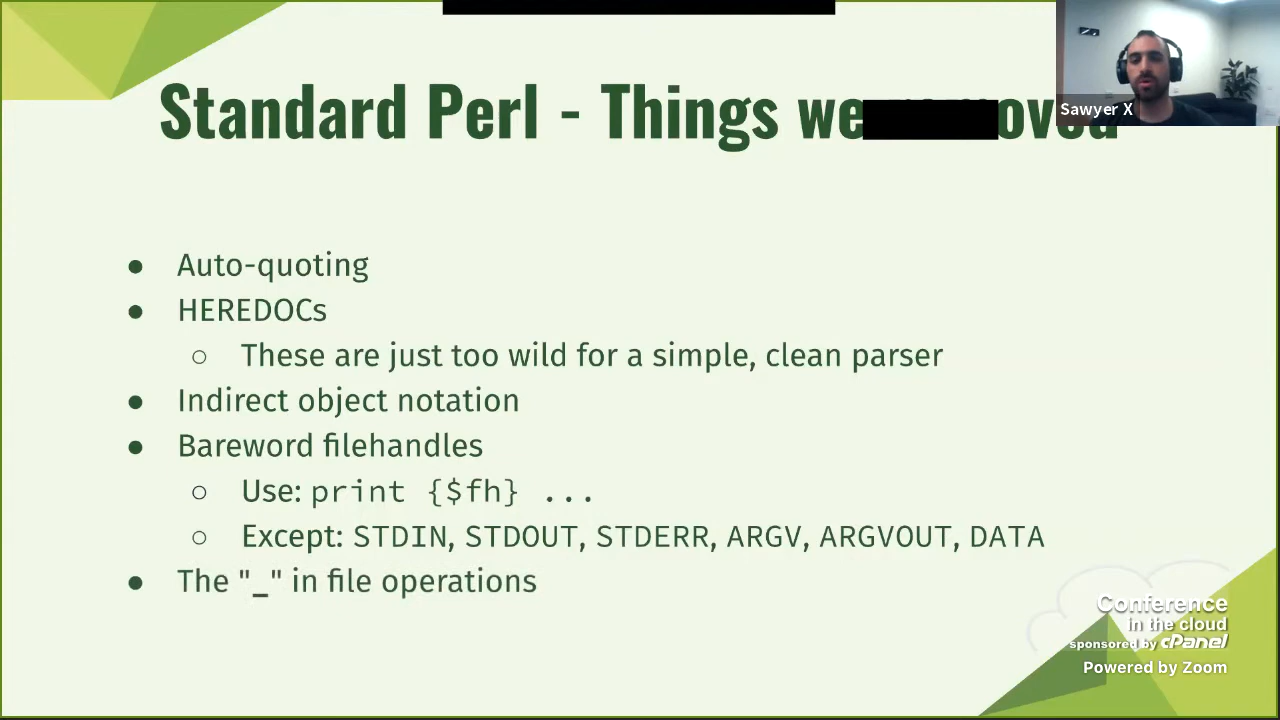 Standard Perl - Things we
Sawyer X
● Auto-quoting
● HEREDOCs
○ These are just too wild for a simple, clean parser
● Indirect object notation
● Bareword filehandles
○ Use: print {$fh} ...
○ Except: STDIN, STDOUT, STDERR, ARGV, ARGVOUT, DATA
● The "_" in file operations
Conference
in the cloud
sponsored by cPanel
Powered by Zoom